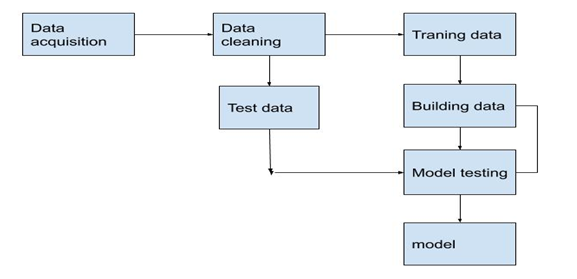 Data
acquisition
Data
cleaning
Traning data
Test data
Building data
Model testing
model